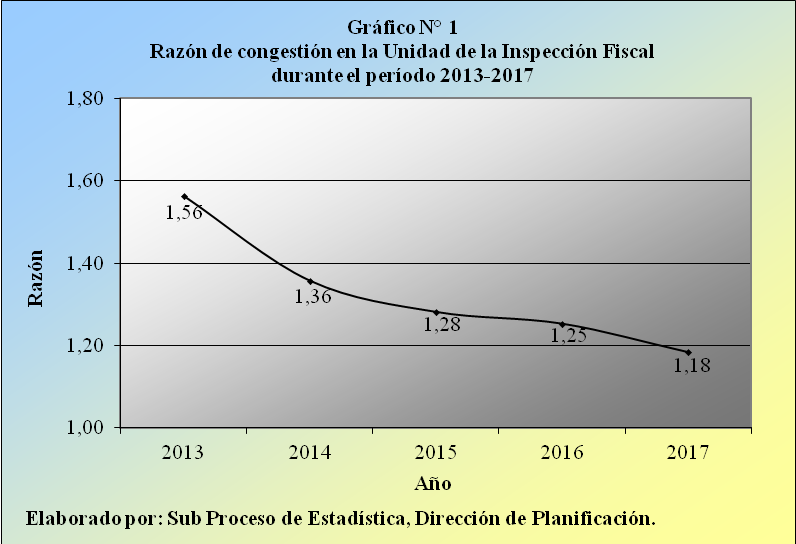 Gráfico N° 1
Razón de congestión en la Unidad de la Inspección Fiscal
durante el período 2013-2017
1,80
1,60
1,40
1,20
1,00
Razón
1,56
1,36
1,28
1,25
1,18
2013 2014 2015 2016 2017
Año
Elaborado por: Sub Proceso de Estadística, Dirección de Planificación.